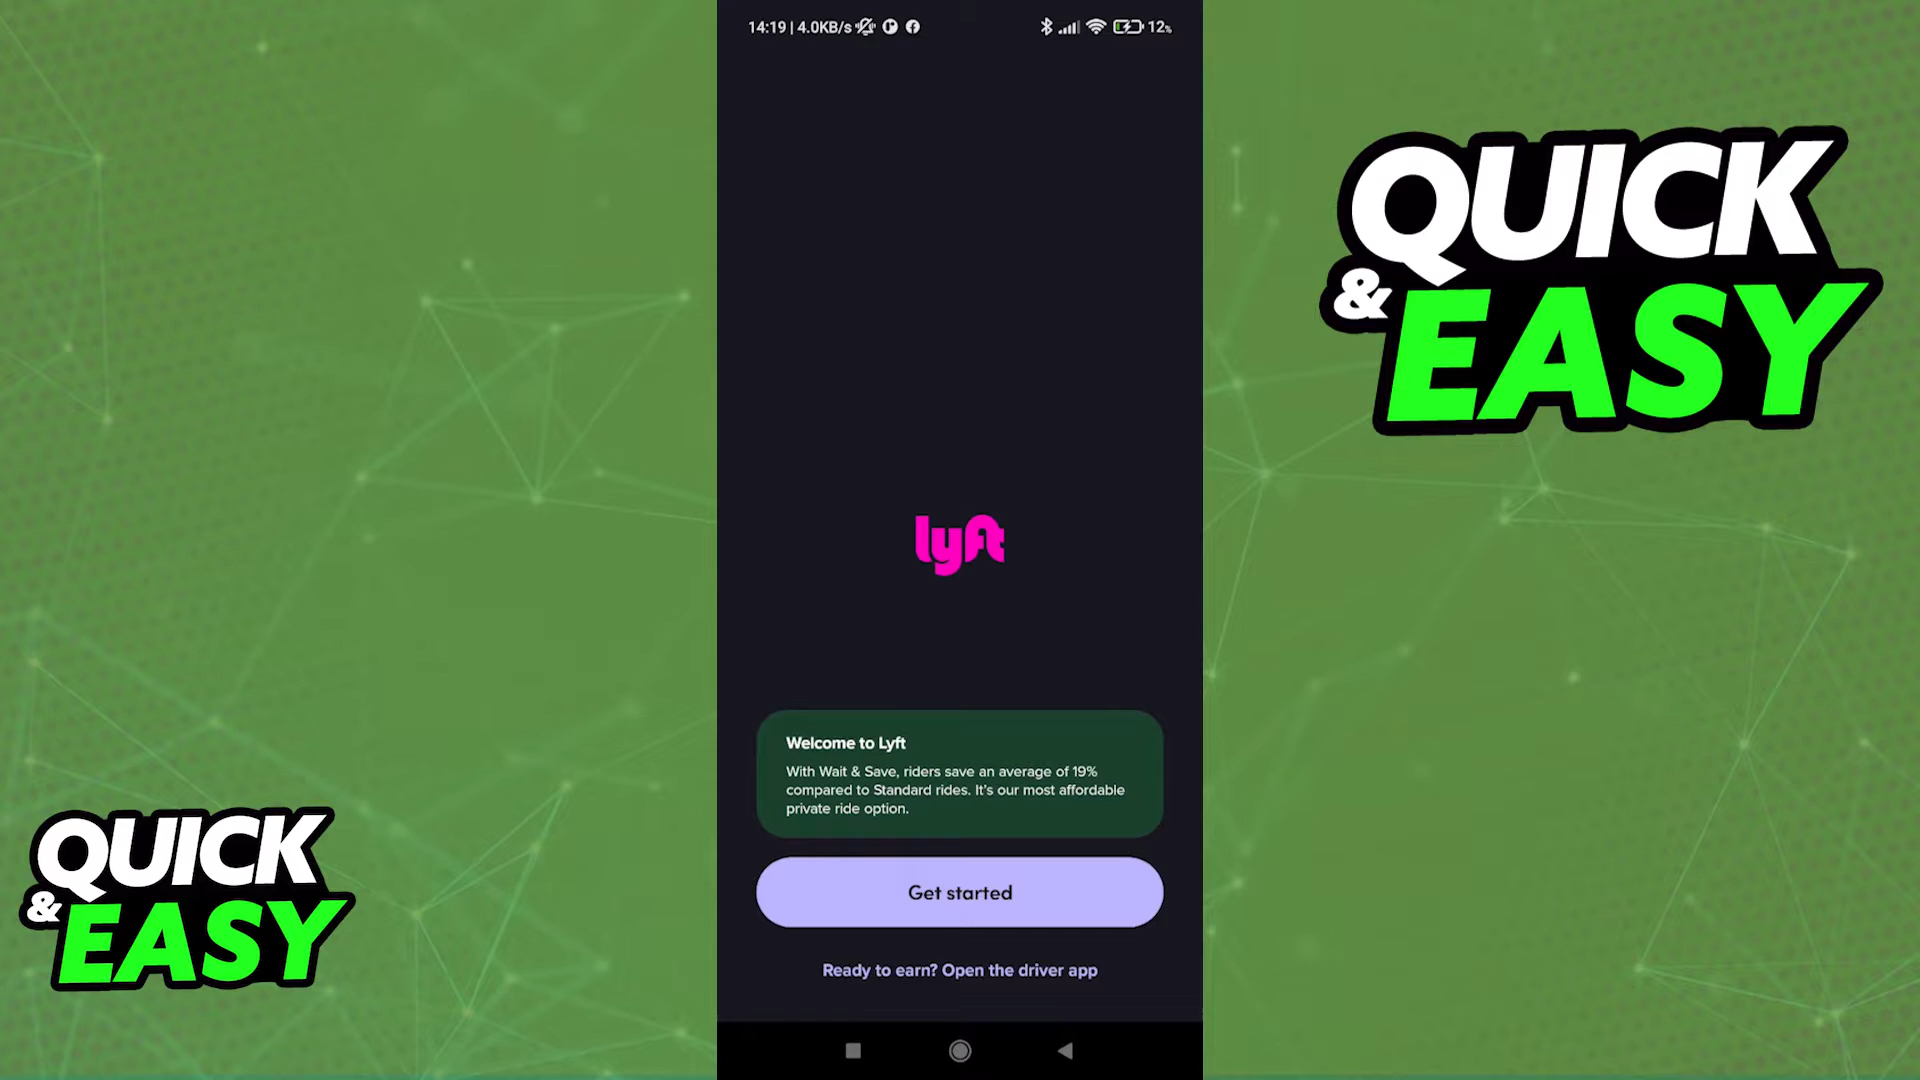 14:19 | 4.0KB/s
12%
QUICK
& EASY
lyft
Welcome to Lyft
With Wait & Save, riders save an average of 19%
compared to Standard rides. It's our most affordable
private ride option.
Get started
Ready to earn? Open the driver app
QUICK
& EASY